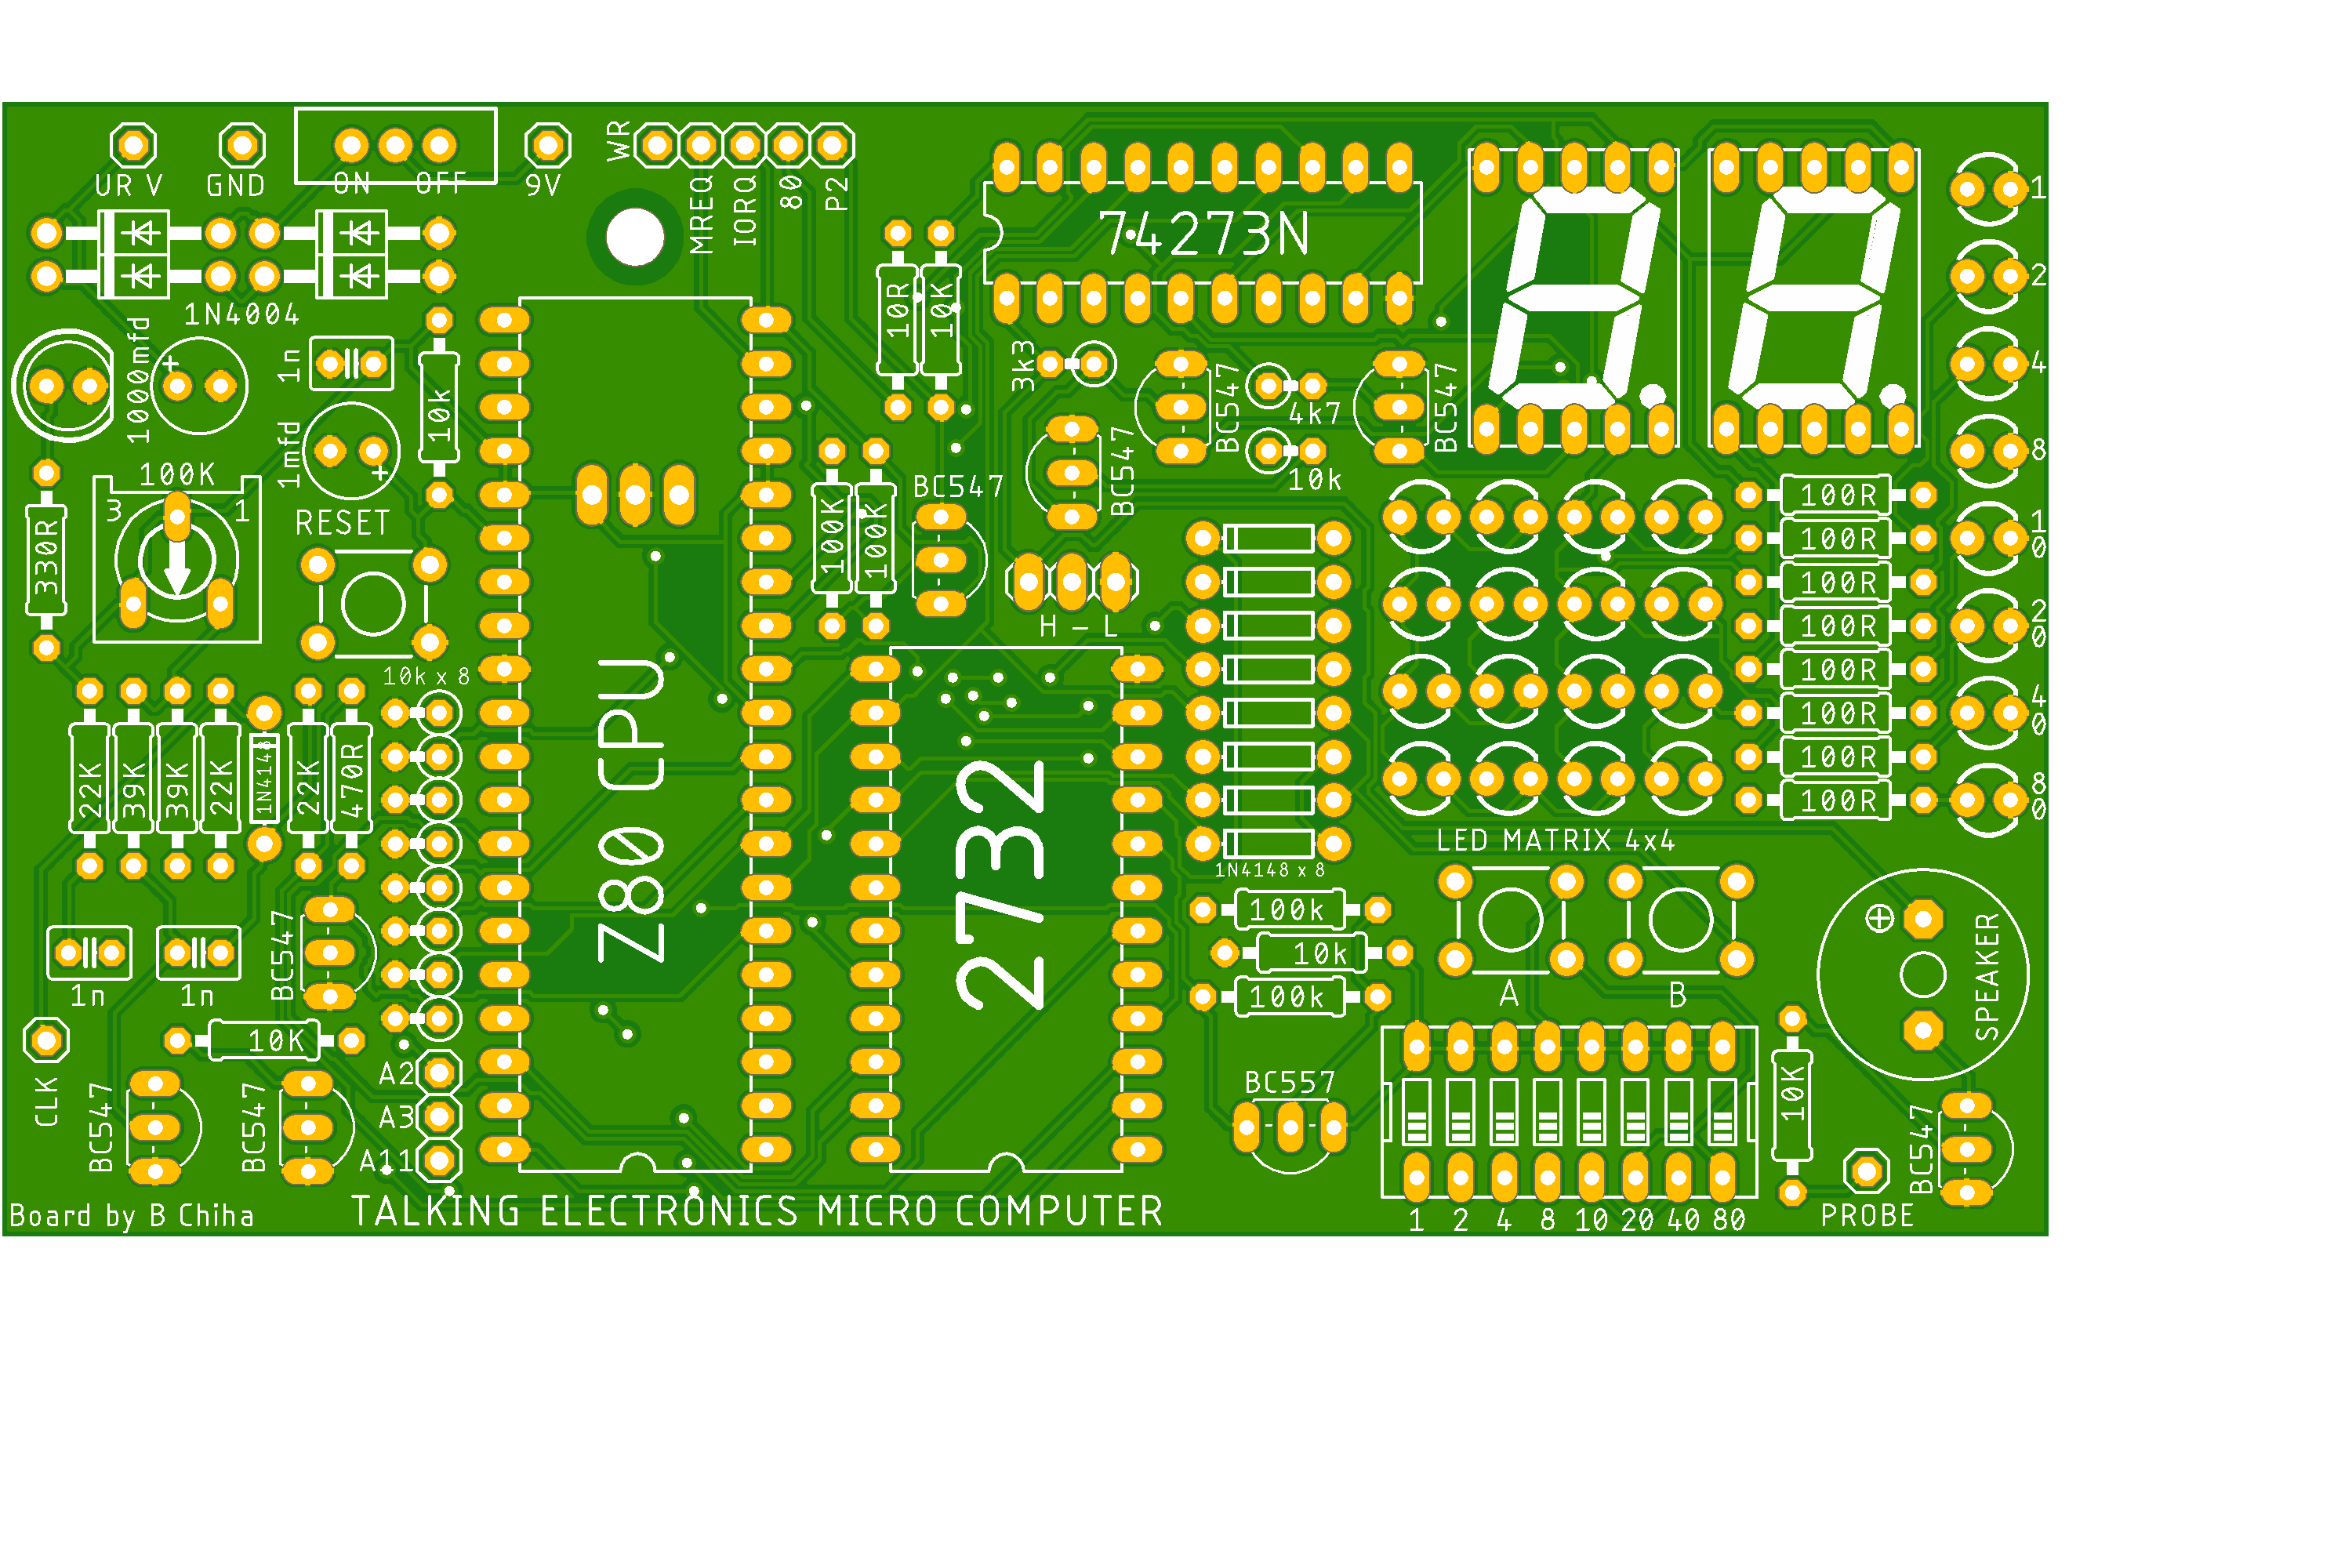 UR V
GND
ON
OFF
9V
WR
MREQ
IORQ
80
P2
1N4004
74273N
10R
10K
1000mfd
1n
1mfd
10k
3k3
BC547
4k7
10k
BC547
BC547
BC547
100K
3
1
330R
RESET
100K
100K
H - L
10k x 8
Z80 CPU
2732
22K
39K
39K
22K
1N4148
22K
470R
1n
1n
BC547
10K
CLK
BC547
BC547
A2
A3
A11
1
2
4
8
10
20
40
80
100R
100R
100R
100R
100R
100R
100R
100R
LED MATRIX 4x4
1N4148 x 8
100k
10k
100k
BC557
A
B
SPEAKER
10K
BC547
PROBE
1 2 4 8 10 20 40 80
Board by B Chiha
TALKING ELECTRONICS MICRO COMPUTER